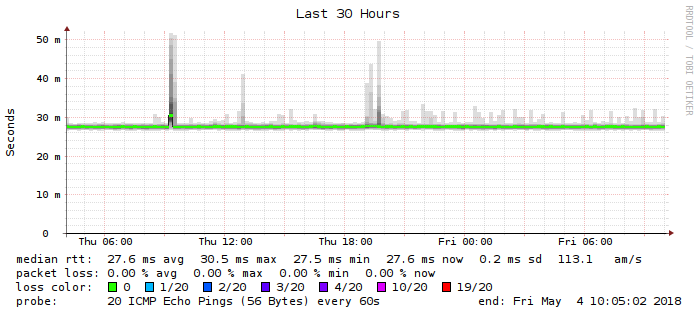 Last 30 Hours
RRDTOOL / TOBI OETIKER
Seconds
50 m
40 m
30 m
20 m
10 m
0
Thu 06:00 Thu 12:00 Thu 18:00 Fri 00:00 Fri 06:00
median rtt: 27.6 ms avg 30.5 ms max 27.5 ms min 27.6 ms now 0.2 ms sd 113.1 am/s
packet loss: 0.00 % avg 0.00 % max 0.00 % min 0.00 % now
loss color: 0 1/20 2/20 3/20 4/20 10/20 19/20
probe: 20 ICMP Echo Pings (56 Bytes) every 60s end: Fri May 4 10:05:02 2018